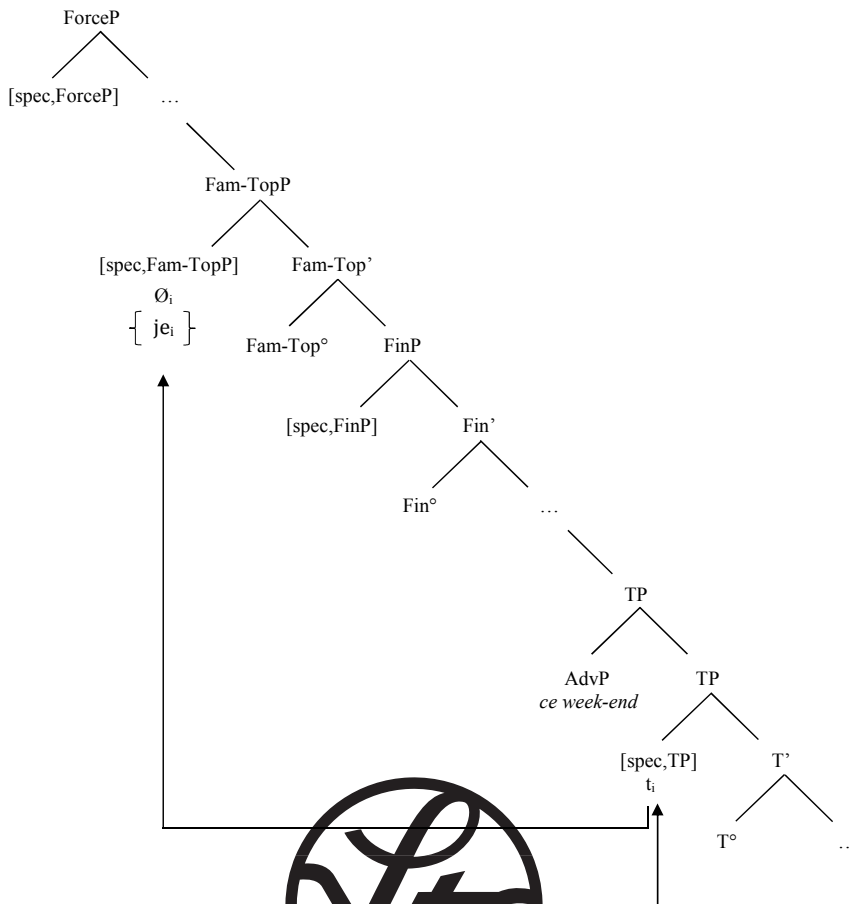 ForceP
[spec,ForceP] …
Fam-TopP
[spec,Fam-TopP] Fam-Top’
Øᵢ
{ jeᵢ }
Fam-Top° FinP
[spec,FinP] Fin’
Fin° …
TP
AdvP TP
ce week-end
[spec,TP] T’
tᵢ
T° ..